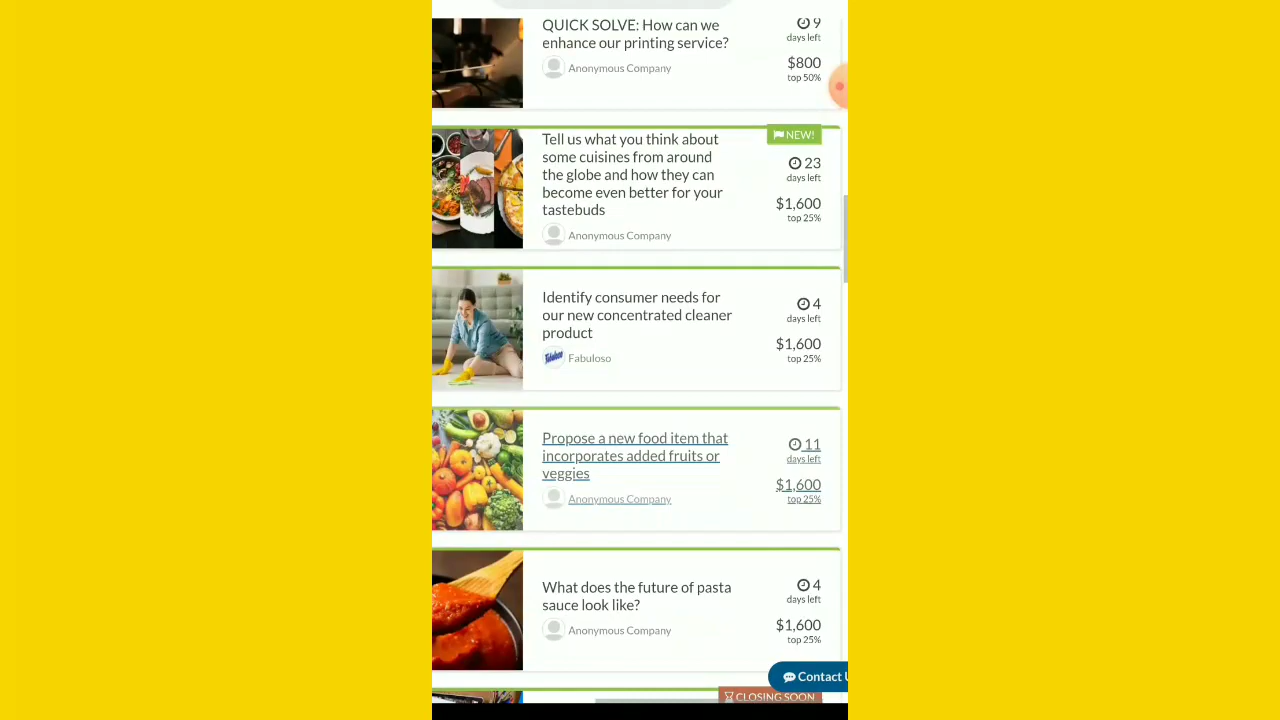 QUICK SOLVE: How can we
enhance our printing service?
Anonymous Company
9
days left
$800
top 50%
NEW!
Tell us what you think about
some cuisines from around
the globe and how they can
become even better for your
tastebuds
Anonymous Company
23
days left
$1,600
top 25%
Identify consumer needs for
our new concentrated cleaner
product
Fabuloso
4
days left
$1,600
top 25%
Propose a new food item that
incorporates added fruits or
veggies
Anonymous Company
11
days left
$1,600
top 25%
What does the future of pasta
sauce look like?
Anonymous Company
4
days left
$1,600
top 25%
Contact
CLOSING SOON